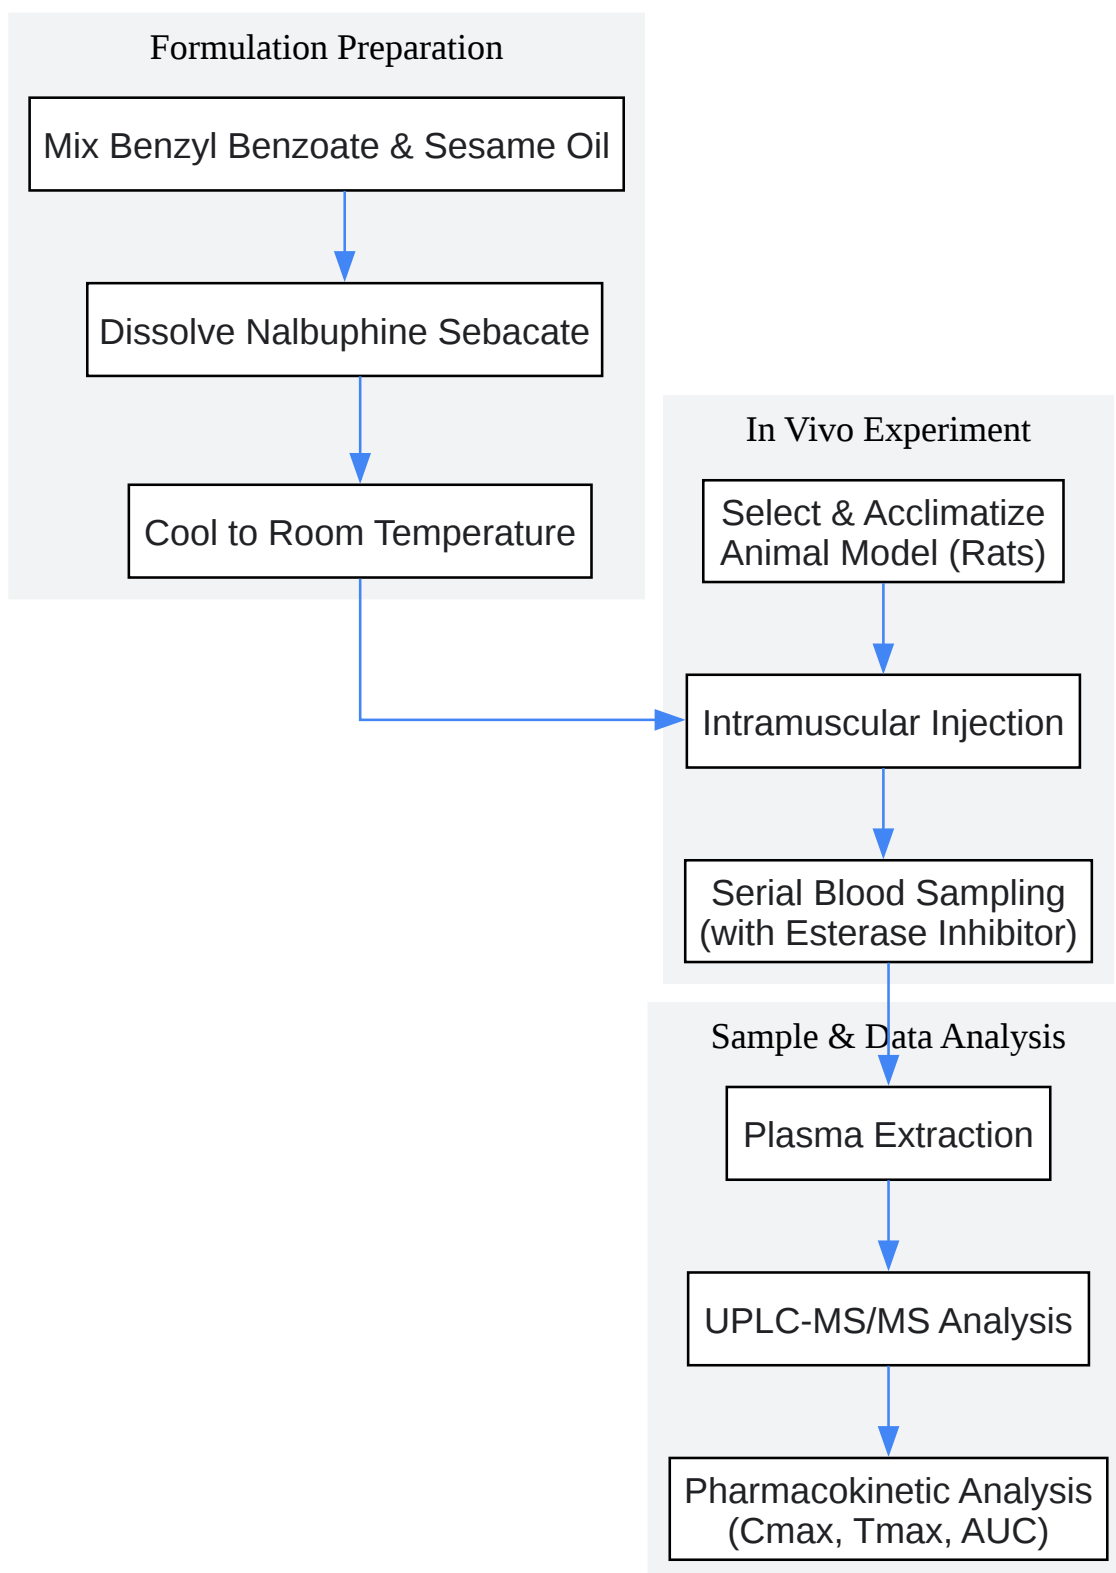 Formulation Preparation
Mix Benzyl Benzoate & Sesame Oil
Dissolve Nalbuphine Sebacate
Cool to Room Temperature
In Vivo Experiment
Select & Acclimatize
Animal Model (Rats)
Intramuscular Injection
Serial Blood Sampling
(with Esterase Inhibitor)
Sample & Data Analysis
Plasma Extraction
UPLC-MS/MS Analysis
Pharmacokinetic Analysis
(Cmax, Tmax, AUC)